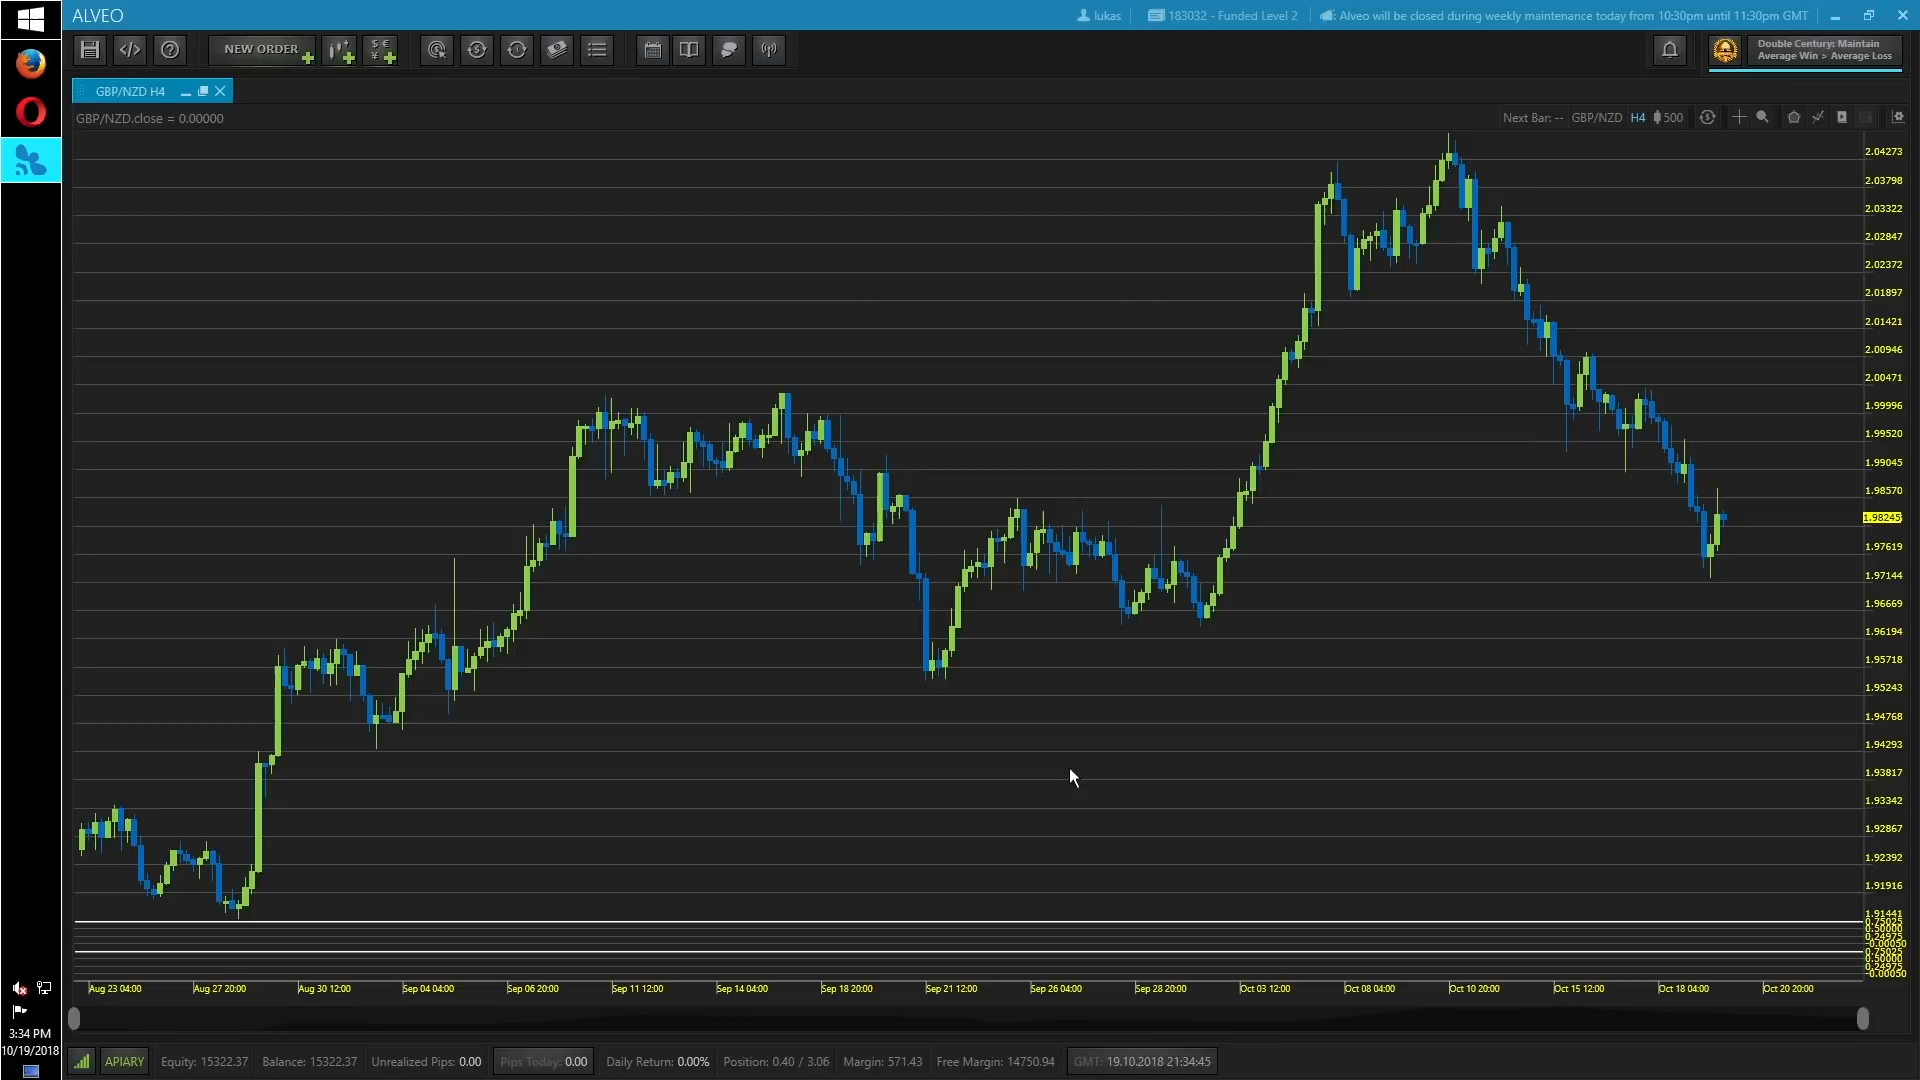 ALVEO
lukas
183032 - Funded Level 2
Alveo will be closed during weekly maintenance today from 10:30pm until 11:30pm GMT
NEW ORDER
Double Century: Maintain
Average Win > Average Loss
GBP/NZD H4
GBP/NZD.close = 0.00000
Next Bar: -- GBP/NZD H4 500
2.04273
2.03798
2.03322
2.02847
2.02372
2.01897
2.01421
2.00946
2.00471
1.99996
1.99520
1.99045
1.98570
1.98245
1.97619
1.97144
1.96669
1.96194
1.95718
1.95243
1.94768
1.94293
1.93817
1.93342
1.92867
1.92392
1.91916
1.91441
0.75025
0.50000
0.24975
-0.00050
0.75025
0.50000
0.24975
-0.00050
Aug 23 04:00
Aug 27 20:00
Aug 30 12:00
Sep 04 04:00
Sep 06 20:00
Sep 11 12:00
Sep 14 04:00
Sep 18 20:00
Sep 21 12:00
Sep 26 04:00
Sep 28 20:00
Oct 03 12:00
Oct 08 04:00
Oct 10 20:00
Oct 15 12:00
Oct 18 04:00
Oct 20 20:00
3:34 PM
10/19/2018
APIARY
Equity: 15322.37
Balance: 15322.37
Unrealized Pips: 0.00
Pips Today: 0.00
Daily Return: 0.00%
Position: 0.40 / 3.06
Margin: 571.43
Free Margin: 14750.94
GMT: 19.10.2018 21:34:45